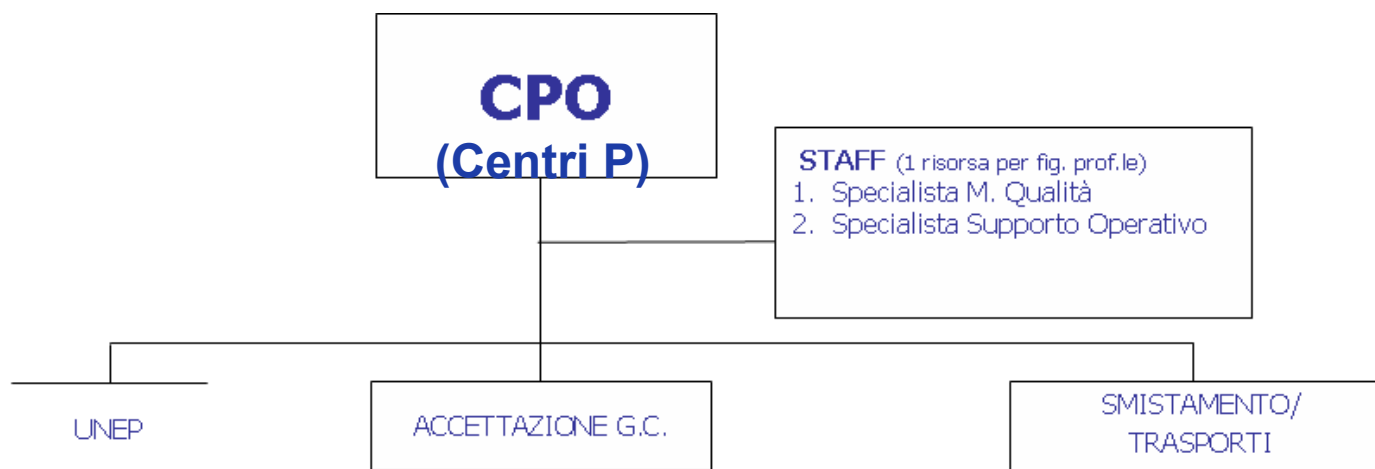 CPO
(Centri P)
STAFF (1 risorsa per fig. prof.le)
1. Specialista M. Qualità
2. Specialista Supporto Operativo
UNEP
ACCETTAZIONE G.C.
SMISTAMENTO/
TRASPORTI